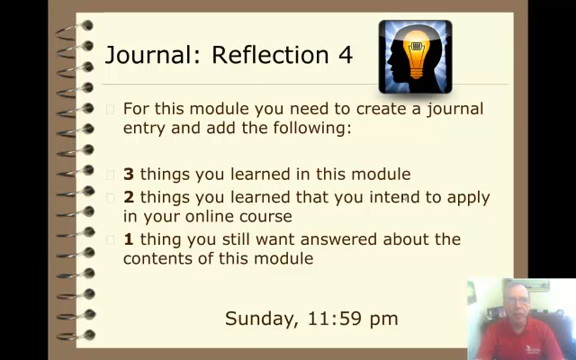 Journal: Reflection 4
For this module you need to create a journal
entry and add the following:
3 things you learned in this module
2 things you learned that you intend to apply
in your online course
1 thing you still want answered about the
contents of this module
Sunday, 11:59 pm